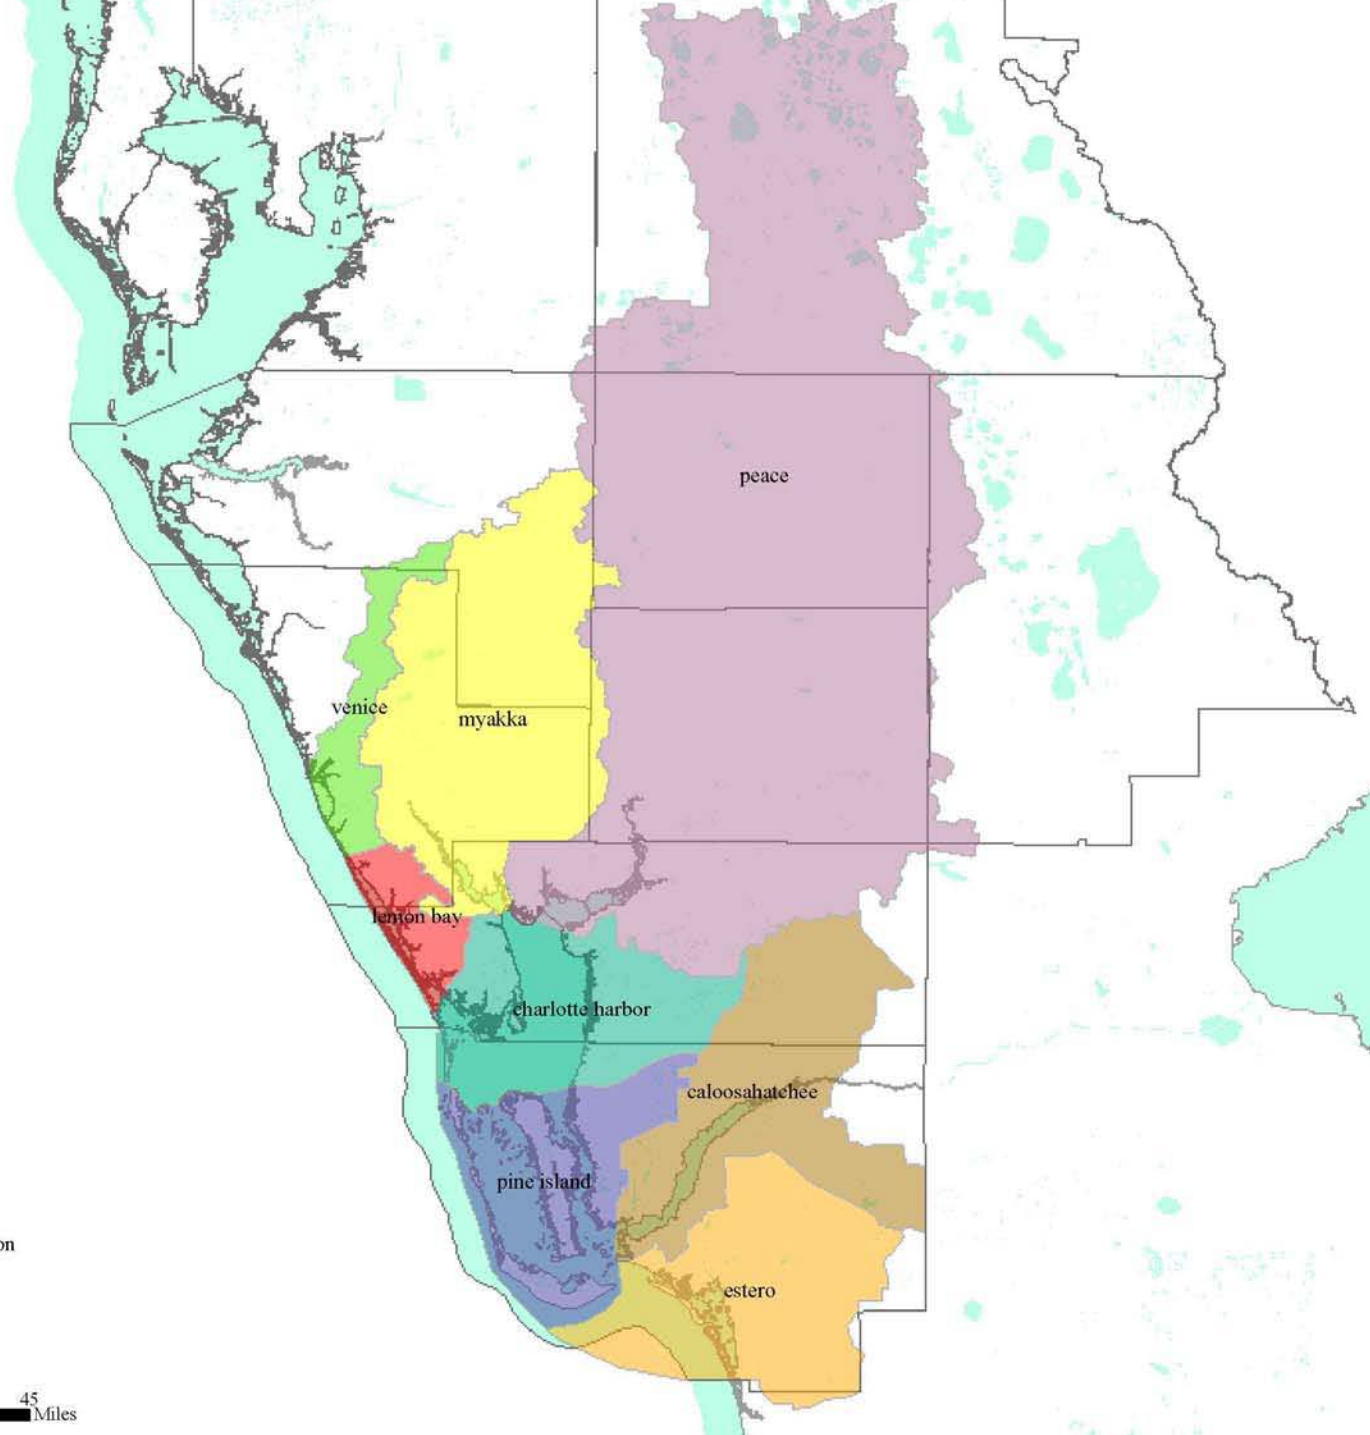 peace
venice
myakka
lemon bay
charlotte harbor
caloosahatchee
pine island
on
estero
45
Miles